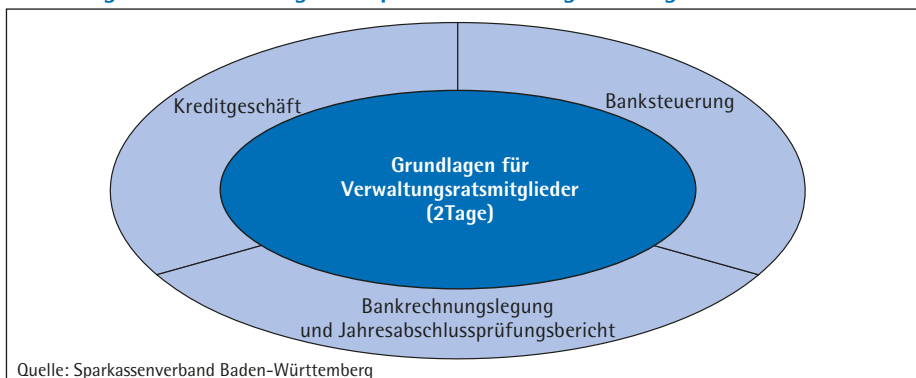 Kreditgeschäft
Banksteuerung
Grundlagen für
Verwaltungsratsmitglieder
(2Tage)
Bankrechnungslegung
und Jahresabschlussprüfungsbericht
Quelle: Sparkassenverband Baden-Württemberg